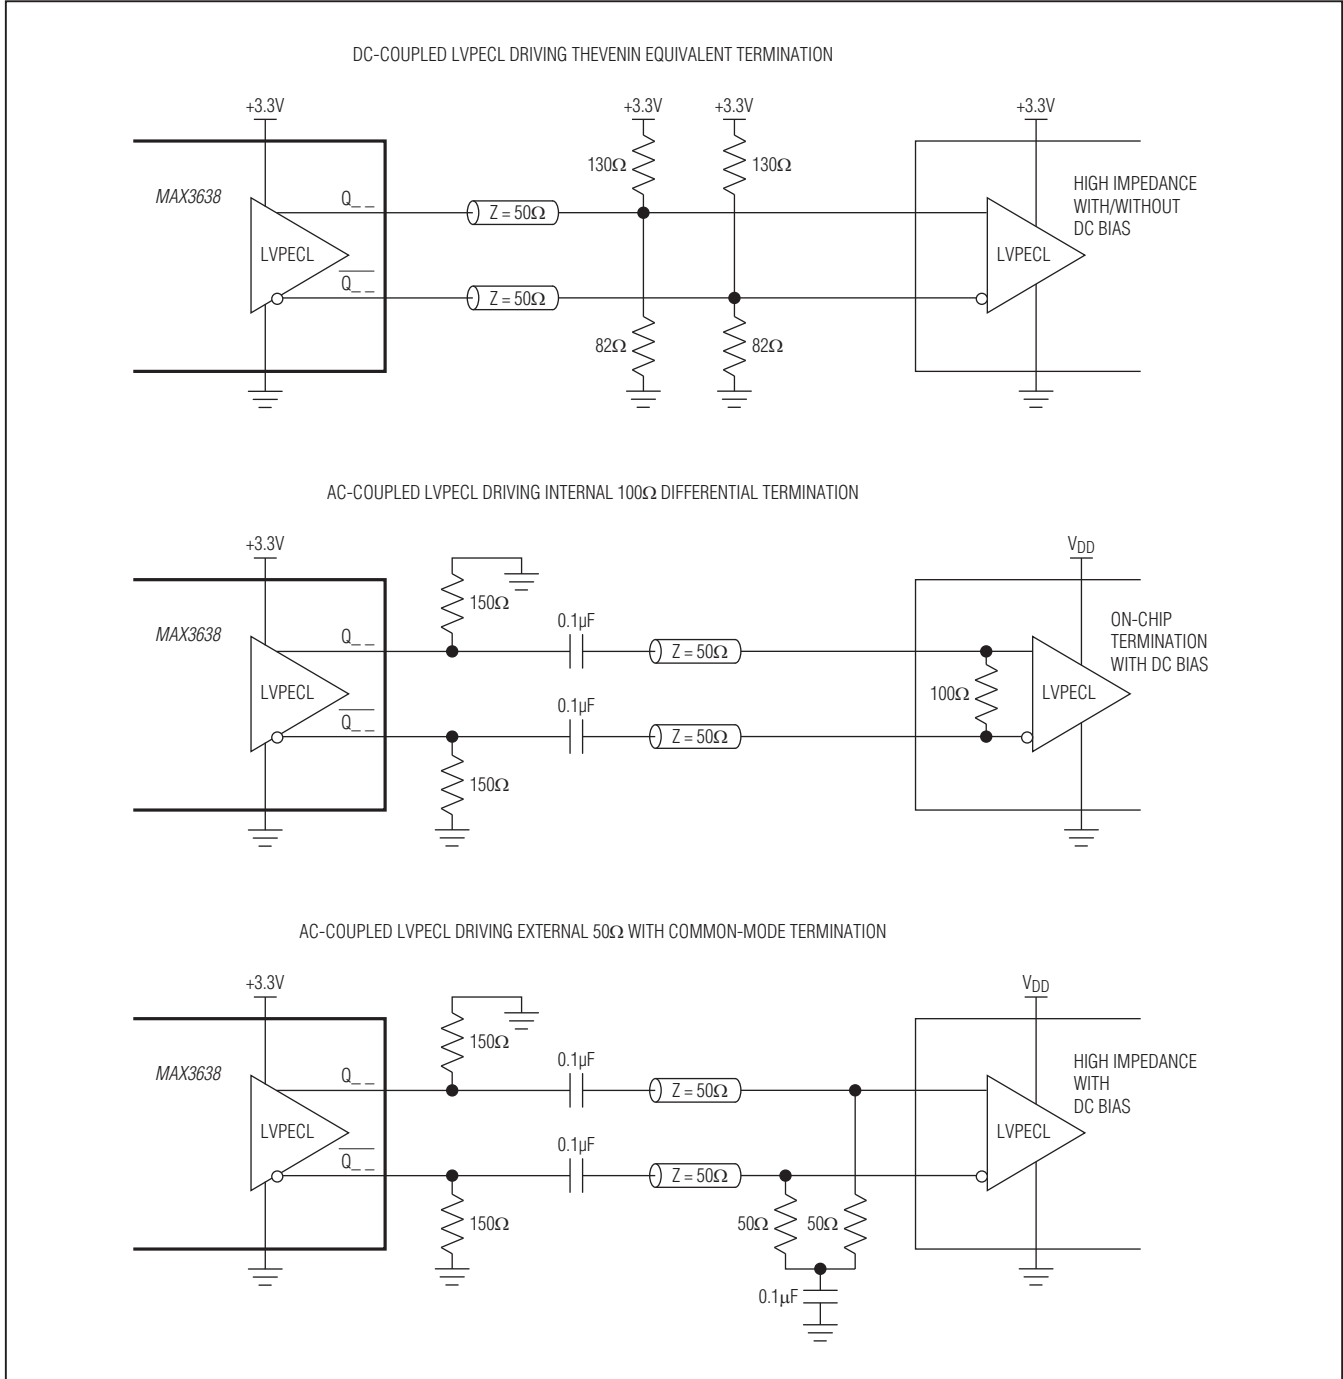 DC-COUPLED LVPECL DRIVING THEVENIN EQUIVALENT TERMINATION
+3.3V
+3.3V
+3.3V
+3.3V
MAX3638
Q_ _
LVPECL
Q_ _
Z = 50Ω
Z = 50Ω
130Ω
130Ω
82Ω
82Ω
LVPECL
HIGH IMPEDANCE
WITH/WITHOUT
DC BIAS
AC-COUPLED LVPECL DRIVING INTERNAL 100Ω DIFFERENTIAL TERMINATION
+3.3V
VDD
MAX3638
Q_ _
LVPECL
Q_ _
150Ω
150Ω
0.1µF
0.1µF
Z = 50Ω
Z = 50Ω
100Ω
LVPECL
ON-CHIP
TERMINATION
WITH DC BIAS
AC-COUPLED LVPECL DRIVING EXTERNAL 50Ω WITH COMMON-MODE TERMINATION
+3.3V
VDD
MAX3638
Q_ _
LVPECL
Q_ _
150Ω
150Ω
0.1µF
0.1µF
Z = 50Ω
Z = 50Ω
50Ω
50Ω
0.1µF
LVPECL
HIGH IMPEDANCE
WITH
DC BIAS